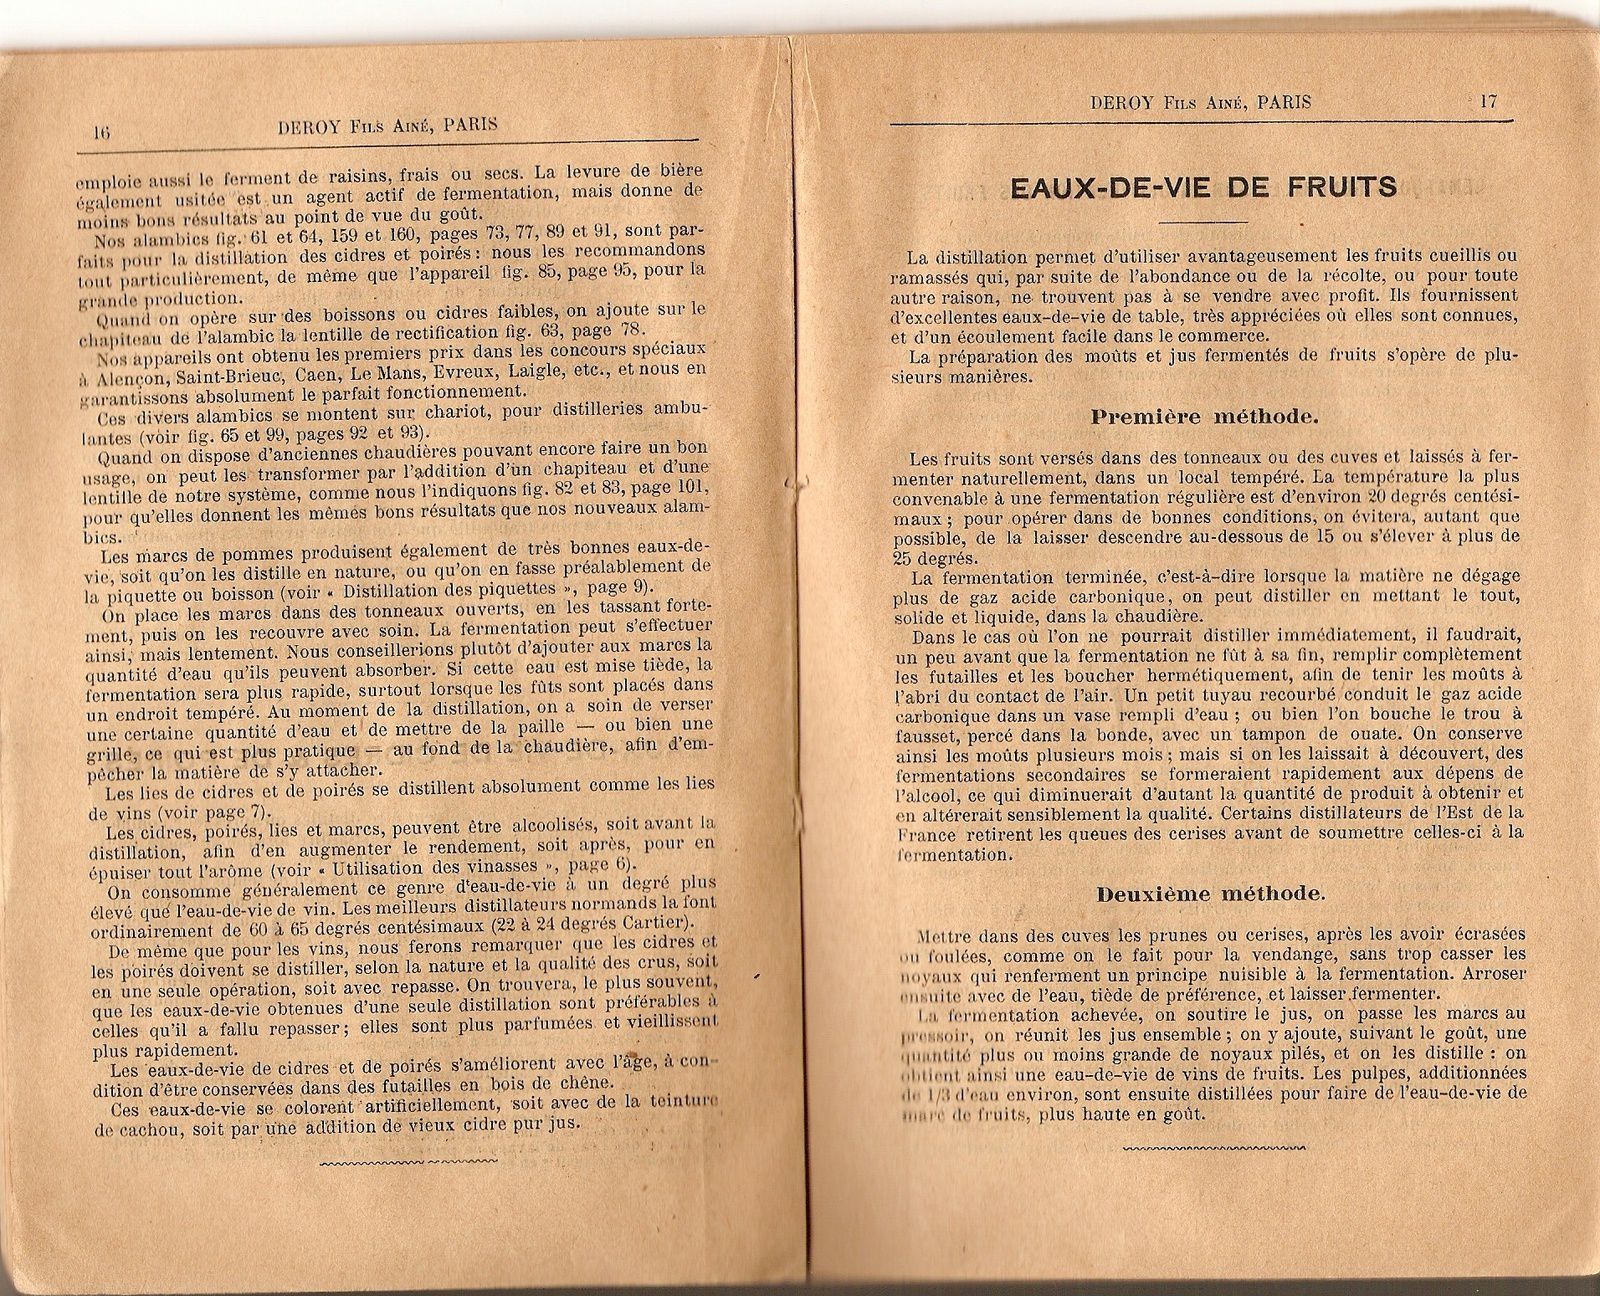 16
DEROY FILS AINÉ, PARIS
emploie aussi le ferment de raisins, frais ou secs. La levure de bière
également usitée est un agent actif de fermentation, mais donne de
moins bons résultats au point de vue du goût.
Nos alambics fig. 61 et 64, 159 et 160, pages 73, 77, 89 et 91, sont par-
faits pour la distillation des cidres et poirés : nous les recommandons
tout particulièrement, de même que l'appareil fig. 85, page 95, pour la
grande production.
Quand on opère sur des boissons ou cidres faibles, on ajoute sur le
chapiteau de l'alambic la lentille de rectification fig. 63, page 78.
Nos appareils ont obtenu les premiers prix dans les concours spéciaux
à Alençon, Saint-Brieuc, Caen, Le Mans, Evreux, Laigle, etc., et nous en
garantissons absolument le parfait fonctionnement.
Ces divers alambics se montent sur chariot, pour distilleries ambu-
lantes (voir fig. 65 et 99, pages 92 et 93).
Quand on dispose d'anciennes chaudières pouvant encore faire un bon
usage, on peut les transformer par l'addition d'un chapiteau et d'une
lentille de notre système, comme nous l'indiquons fig. 82 et 83, page 101,
pour qu'elles donnent les mêmes bons résultats que nos nouveaux alam-
bics.
Les marcs de pommes produisent également de très bonnes eaux-de-
vie, soit qu'on les distille en nature, ou qu'on en fasse préalablement de
la piquette ou boisson (voir « Distillation des piquettes », page 9).
On place les marcs dans des tonneaux ouverts, en les tassant forte-
ment, puis on les recouvre avec soin. La fermentation peut s'effectuer
ainsi, mais lentement. Nous conseillerions plutôt d'ajouter aux marcs la
quantité d'eau qu'ils peuvent absorber. Si cette eau est mise tiède, la
fermentation sera plus rapide, surtout lorsque les fûts sont placés dans
un endroit tempéré. Au moment de la distillation, on a soin de verser
une certaine quantité d'eau et de mettre de la paille — ou bien une
grille, ce qui est plus pratique — au fond de la chaudière, afin d'em-
pêcher la matière de s'y attacher.
Les lies de cidres et de poirés se distillent absolument comme les lies
de vins (voir page 7).
Les cidres, poirés, lies et marcs, peuvent être alcoolisés, soit avant la
distillation, afin d'en augmenter le rendement, soit après, pour en
épuiser tout l'arôme (voir « Utilisation des vinasses », page 6).
On consomme généralement ce genre d'eau-de-vie à un degré plus
élevé que l'eau-de-vie de vin. Les meilleurs distillateurs normands la font
ordinairement de 60 à 65 degrés centésimaux (22 à 24 degrés Cartier).
De même que pour les vins, nous ferons remarquer que les cidres et
les poirés doivent se distiller, selon la nature et la qualité des crus, soit
en une seule opération, soit avec repasse. On trouvera, le plus souvent,
que les eaux-de-vie obtenues d'une seule distillation sont préférables à
celles qu'il a fallu repasser ; elles sont plus parfumées et vieillissent
plus rapidement.
Les eaux-de-vie de cidres et de poirés s'améliorent avec l'âge, à con-
dition d'être conservées dans des futailles en bois de chêne.
Ces eaux-de-vie se colorent artificiellement, soit avec de la teinture
de cachou, soit par une addition de vieux cidre pur jus.
DEROY FILS AINÉ, PARIS
17
EAUX-DE-VIE DE FRUITS
La distillation permet d'utiliser avantageusement les fruits cueillis ou
ramassés qui, par suite de l'abondance ou de la récolte, ou pour toute
autre raison, ne trouvent pas à se vendre avec profit. Ils fournissent
d'excellentes eaux-de-vie de table, très appréciées où elles sont connues,
et d'un écoulement facile dans le commerce.
La préparation des moûts et jus fermentés de fruits s'opère de plu-
sieurs manières.
Première méthode.
Les fruits sont versés dans des tonneaux ou des cuves et laissés à fer-
menter naturellement, dans un local tempéré. La température la plus
convenable à une fermentation régulière est d'environ 20 degrés centési-
maux ; pour opérer dans de bonnes conditions, on évitera, autant que
possible, de la laisser descendre au-dessous de 15 ou s'élever à plus de
25 degrés.
La fermentation terminée, c'est-à-dire lorsque la matière ne dégage
plus de gaz acide carbonique, on peut distiller en mettant le tout,
solide et liquide, dans la chaudière.
Dans le cas où l'on ne pourrait distiller immédiatement, il faudrait,
un peu avant que la fermentation ne fût à sa fin, remplir complètement
les futailles et les boucher hermétiquement, afin de tenir les moûts à
l'abri du contact de l'air. Un petit tuyau recourbé conduit le gaz acide
carbonique dans un vase rempli d'eau ; ou bien l'on bouche le trou à
fausset, percé dans la bonde, avec un tampon de ouate. On conserve
ainsi les moûts plusieurs mois ; mais si on les laissait à découvert, des
fermentations secondaires se formeraient rapidement aux dépens de
l'alcool, ce qui diminuerait d'autant la quantité de produit à obtenir et
en altérerait sensiblement la qualité. Certains distillateurs de l'Est de la
France retirent les queues des cerises avant de soumettre celles-ci à la
fermentation.
Deuxième méthode.
Mettre dans des cuves les prunes ou cerises, après les avoir écrasées
ou foulées, comme on le fait pour la vendange, sans trop casser les
noyaux qui renferment un principe nuisible à la fermentation. Arroser
ensuite avec de l'eau, tiède de préférence, et laisser fermenter.
La fermentation achevée, on soutire le jus, on passe les marcs au
pressoir, on réunit les jus ensemble ; on y ajoute, suivant le goût, une
quantité plus ou moins grande de noyaux pilés, et on les distille : on
obtient ainsi une eau-de-vie de vins de fruits. Les pulpes, additionnées
de 1/3 d'eau environ, sont ensuite distillées pour faire de l'eau-de-vie de
marc de fruits, plus haute en goût.